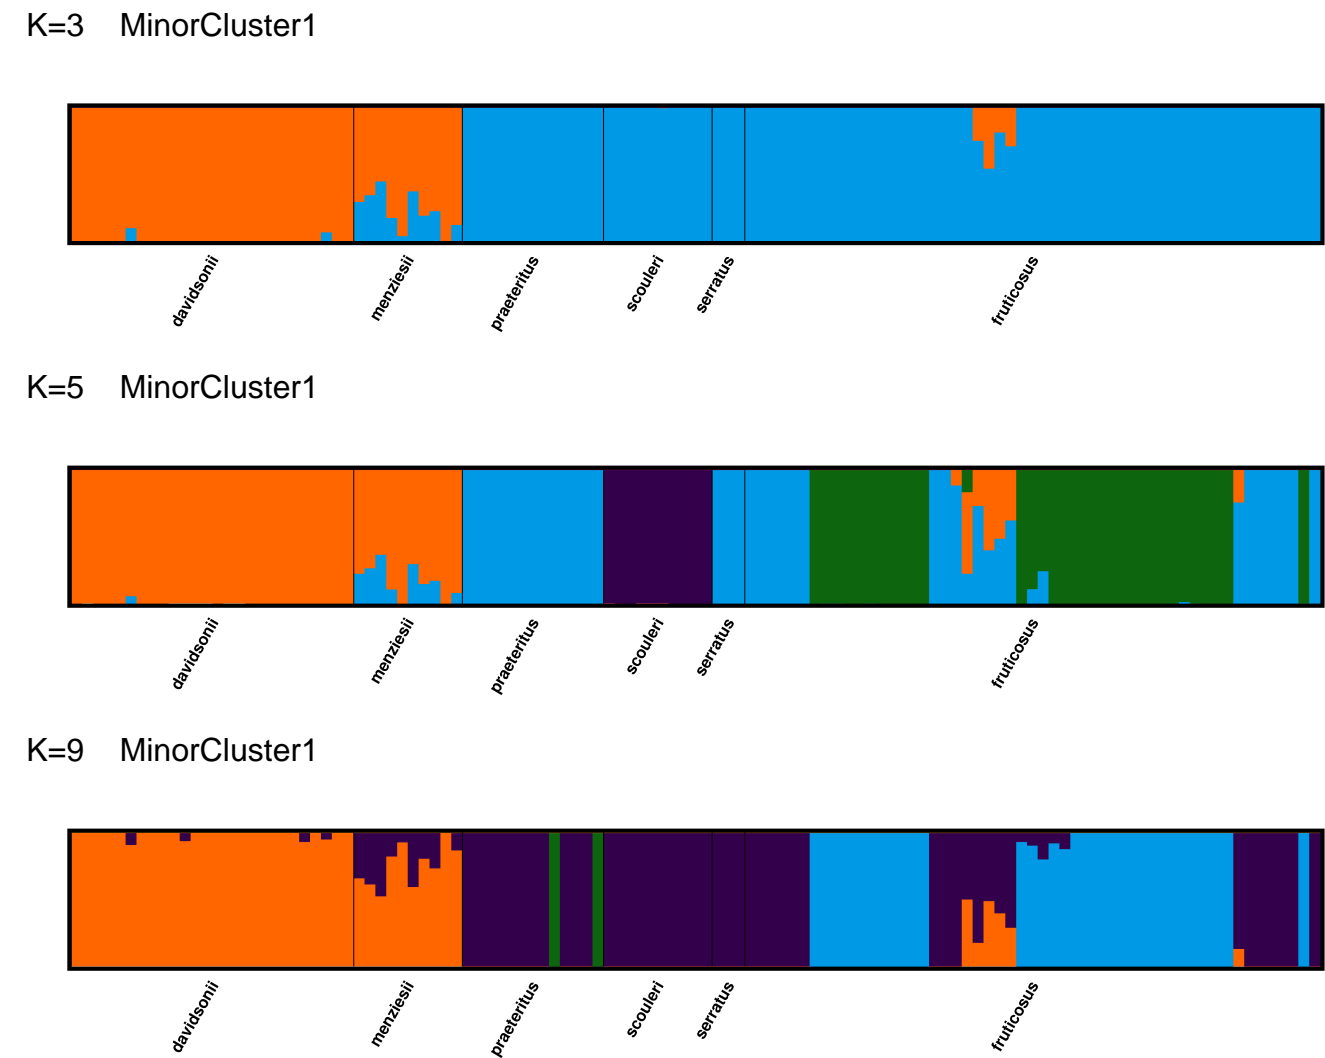 K=3 MinorCluster1
davidsonii menziesii praeteritus scouleri serratus fruticosus
K=5 MinorCluster1
davidsonii menziesii praeteritus scouleri serratus fruticosus
K=9 MinorCluster1
davidsonii menziesii praeteritus scouleri serratus fruticosus